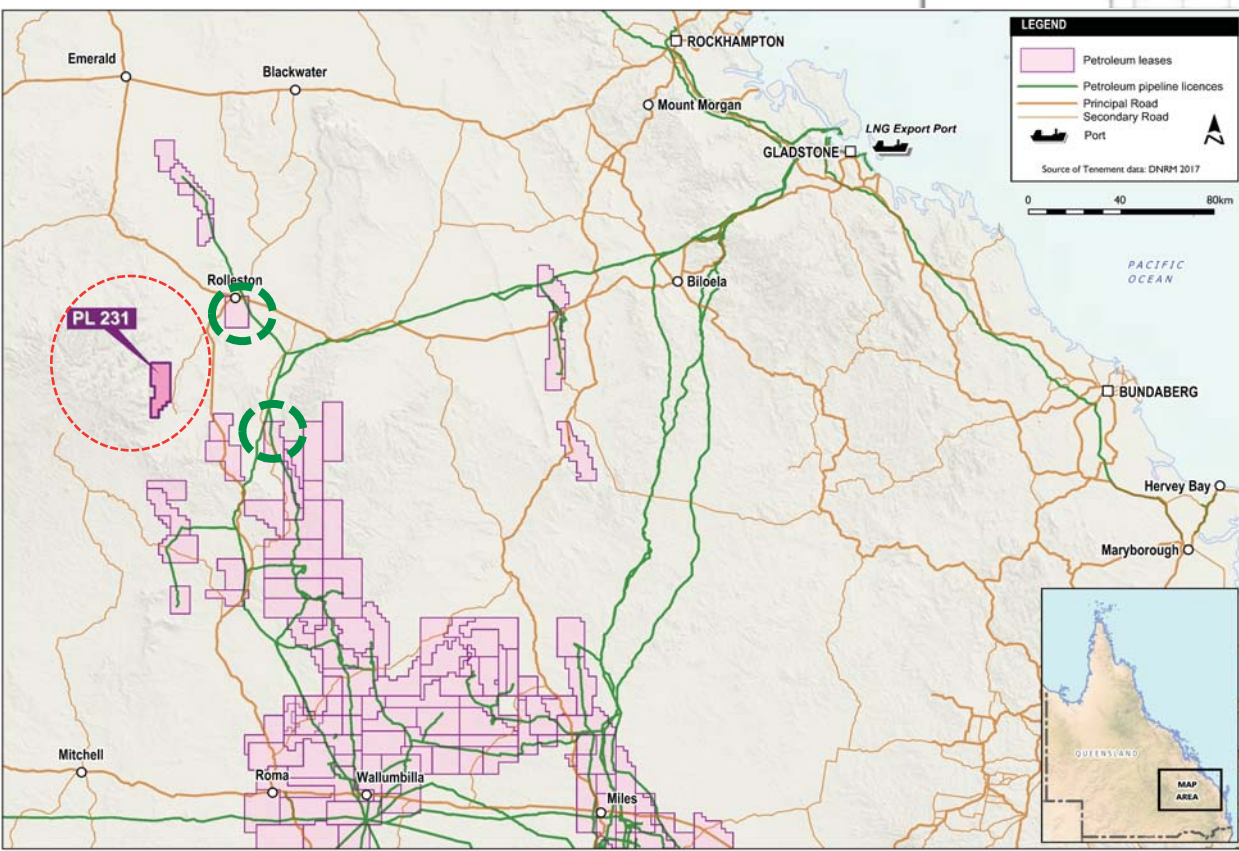 LEGEND
Petroleum leases
Petroleum pipeline licences
Principal Road
Secondary Road
Port
Source of Tenement data: DNRM 2017
0 40 80km
ROCKHAMPTON
Emerald
Blackwater
Mount Morgan
LNG Export Port
GLADSTONE
PACIFIC
OCEAN
Rolleston
Biloela
PL 231
BUNDABERG
Hervey Bay
Maryborough
Mitchell
Roma
Wallumbilla
Miles
QUEENSLAND
MAP
AREA